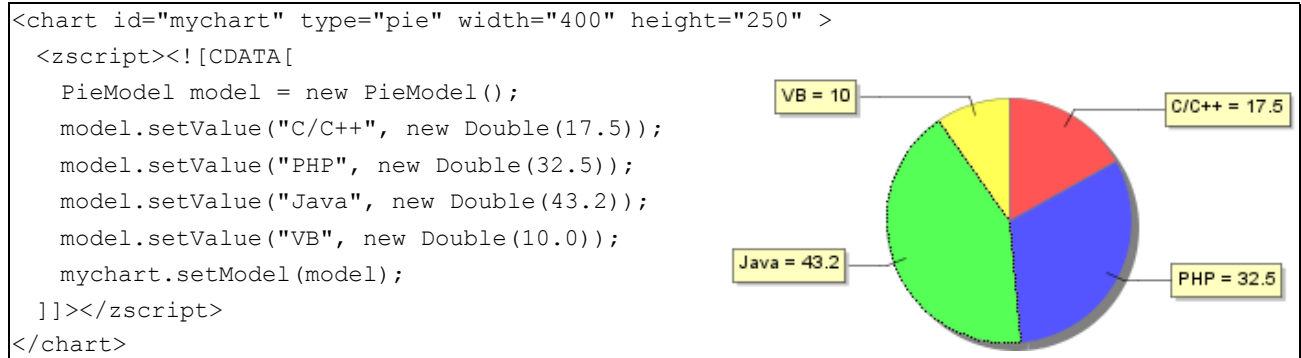 <chart id="mychart" type="pie" width="400" height="250" >
<zscript><![CDATA[
PieModel model = new PieModel();
model.setValue("C/C++", new Double(17.5));
model.setValue("PHP", new Double(32.5));
model.setValue("Java", new Double(43.2));
model.setValue("VB", new Double(10.0));
mychart.setModel(model);
]]></zscript>
</chart>
VB = 10
C/C++ = 17.5
Java = 43.2
PHP = 32.5